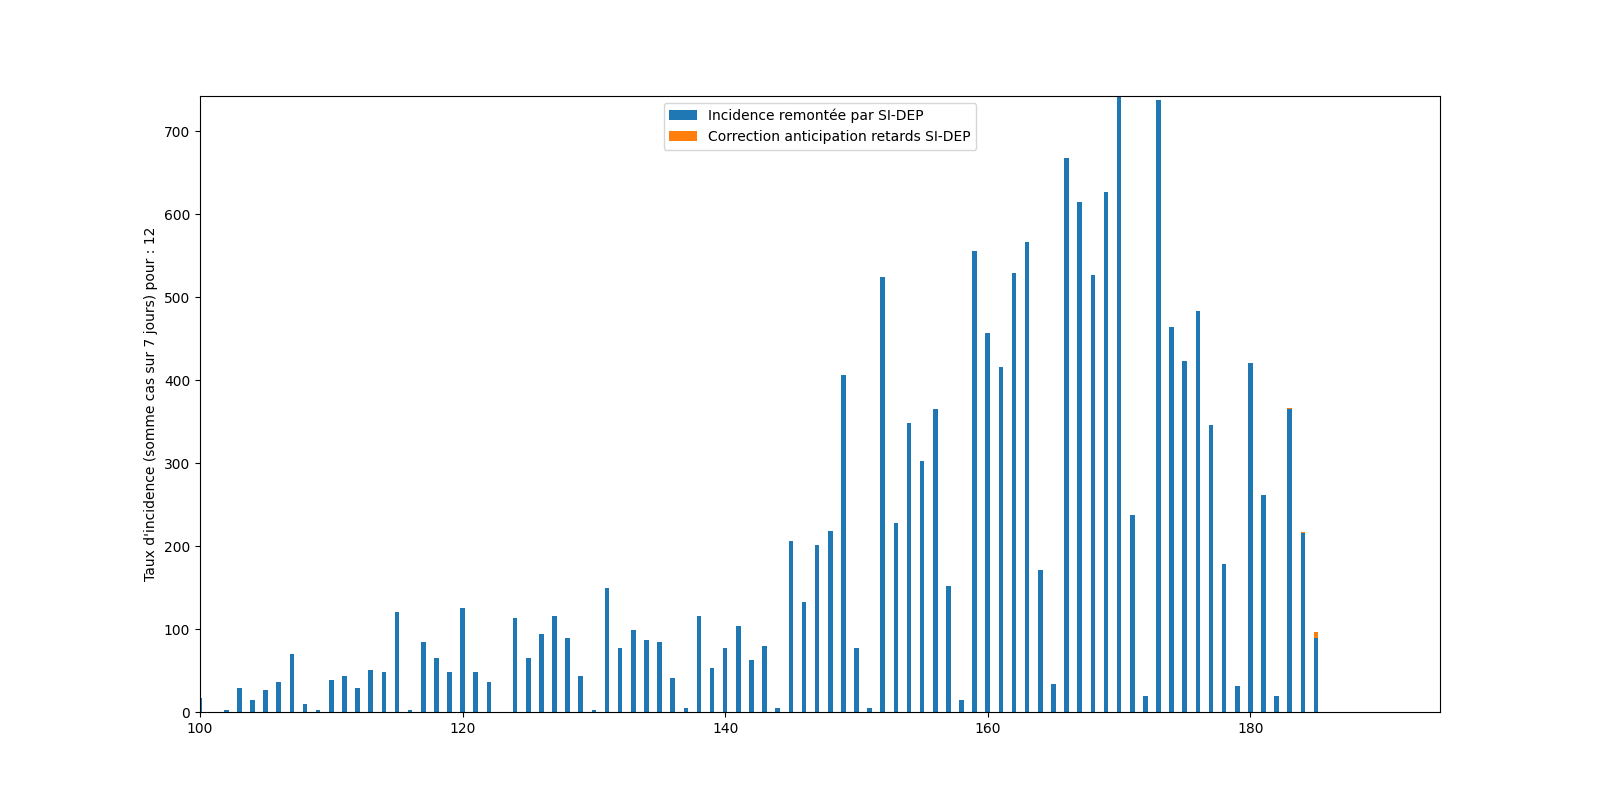 Incidence remontée par SI-DEP
Correction anticipation retards SI-DEP
Taux d'incidence (somme cas sur 7 jours) pour : 12
700
600
500
400
300
200
100
0
100 120 140 160 180